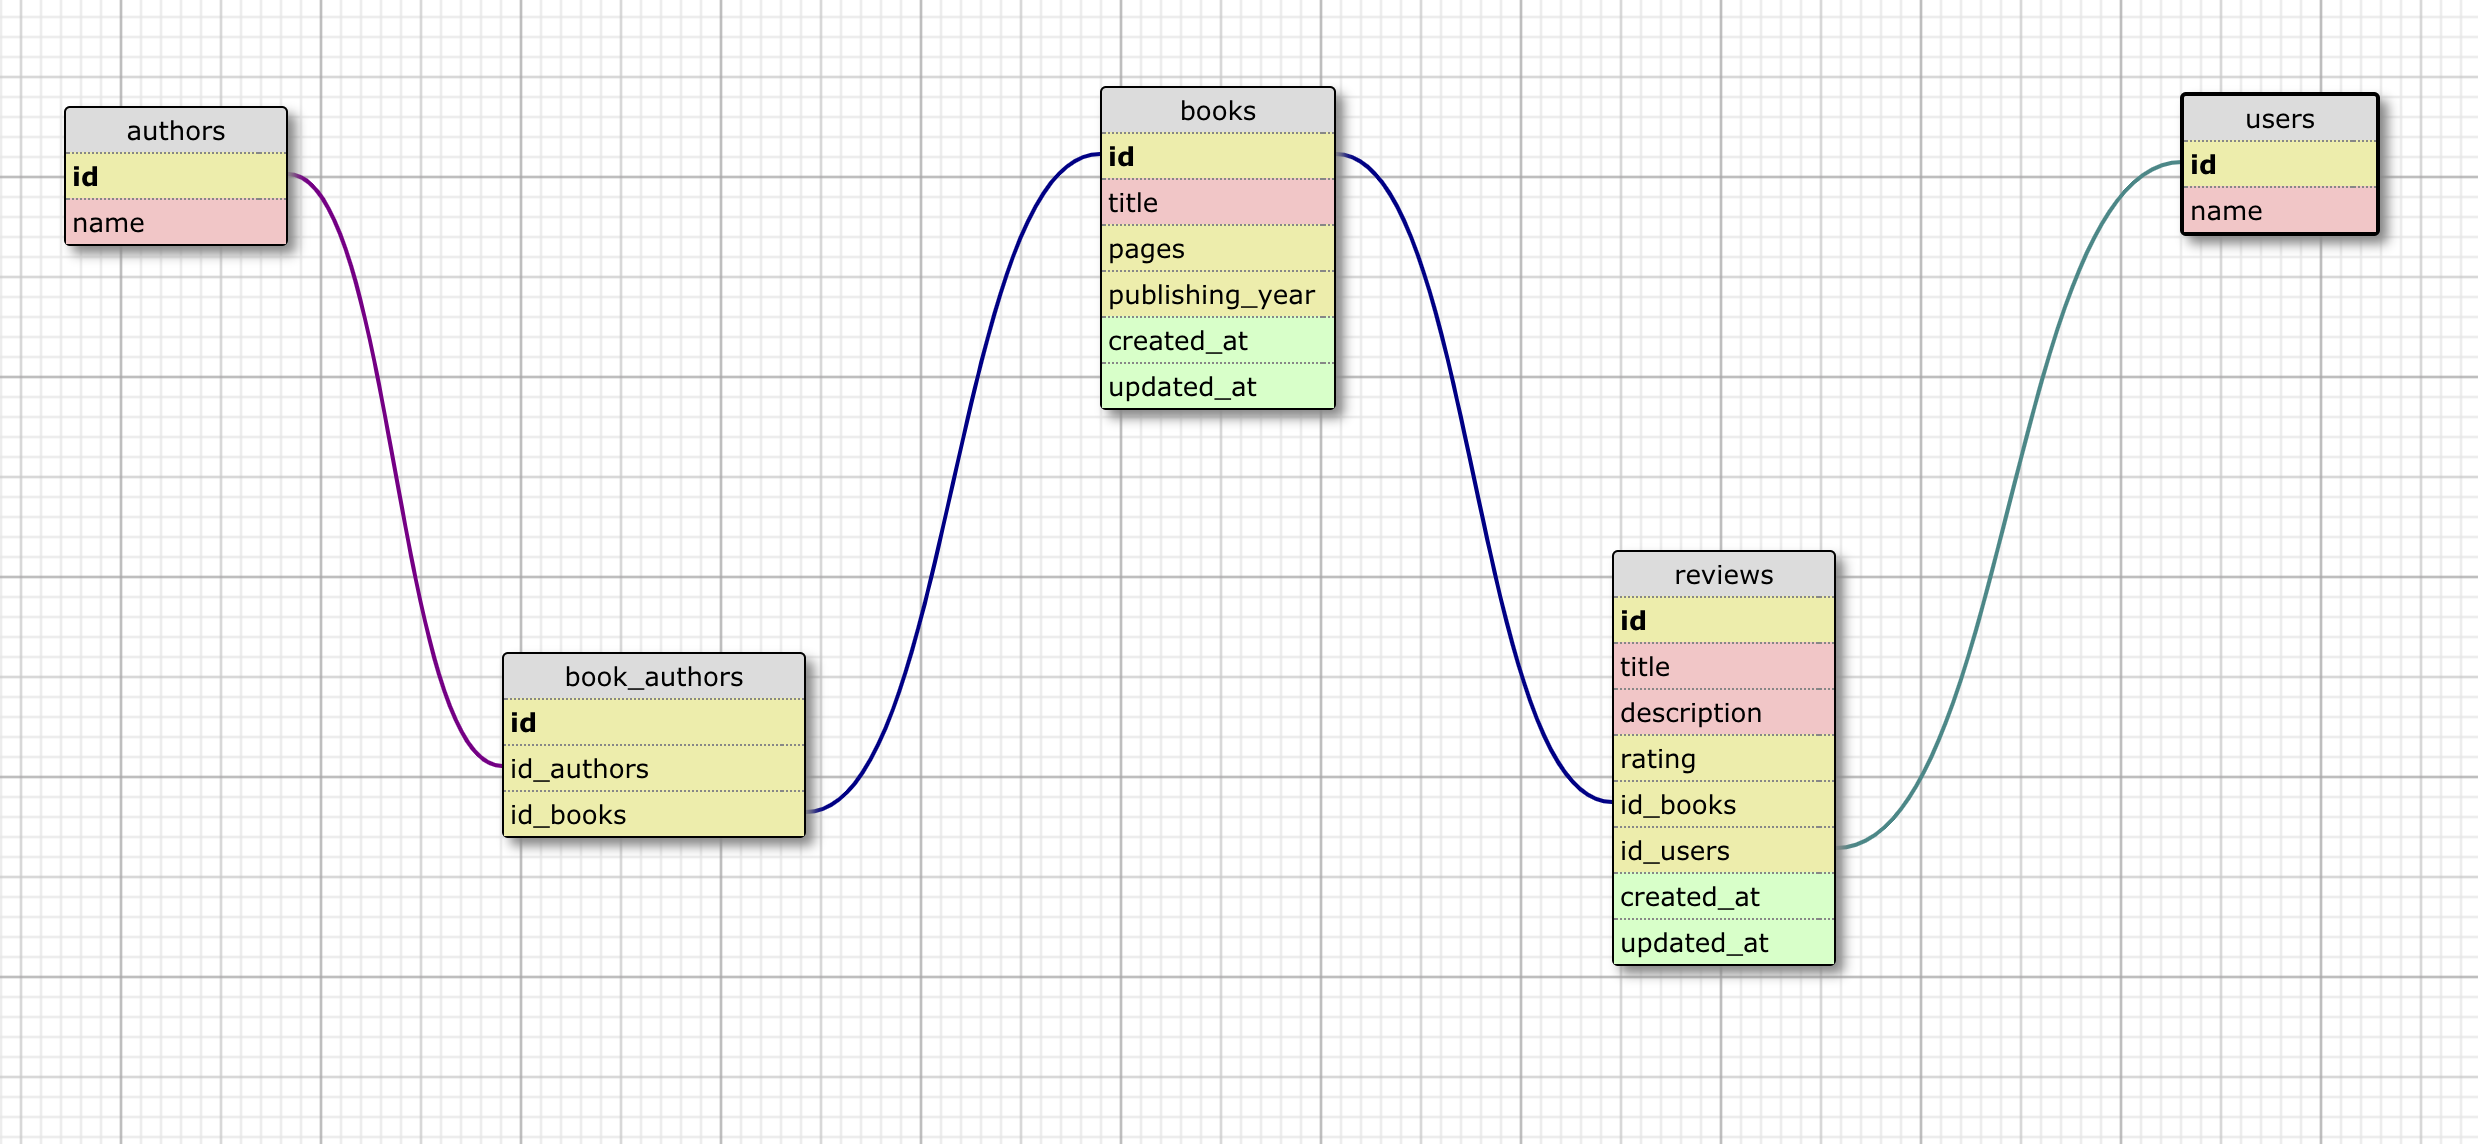 authors
id
name
books
id
title
pages
publishing_year
created_at
updated_at
users
id
name
book_authors
id
id_authors
id_books
reviews
id
title
description
rating
id_books
id_users
created_at
updated_at